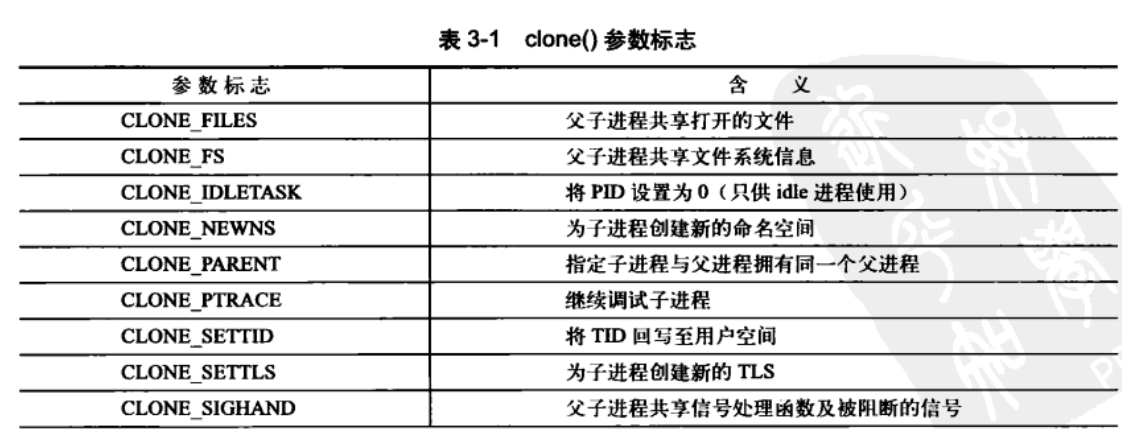 表 3-1 clone() 参数标志
参数标志 含 义
CLONE_FILES 父子进程共享打开的文件
CLONE_FS 父子进程共享文件系统信息
CLONE_IDLETASK 将 PID 设置为 0（只供 idle 进程使用）
CLONE_NEWNS 为子进程创建新的命名空间
CLONE_PARENT 指定子进程与父进程拥有同一个父进程
CLONE_PTRACE 继续调试子进程
CLONE_SETTID 将 TID 回写至用户空间
CLONE_SETTLS 为子进程创建新的 TLS
CLONE_SIGHAND 父子进程共享信号处理函数及被阻断的信号